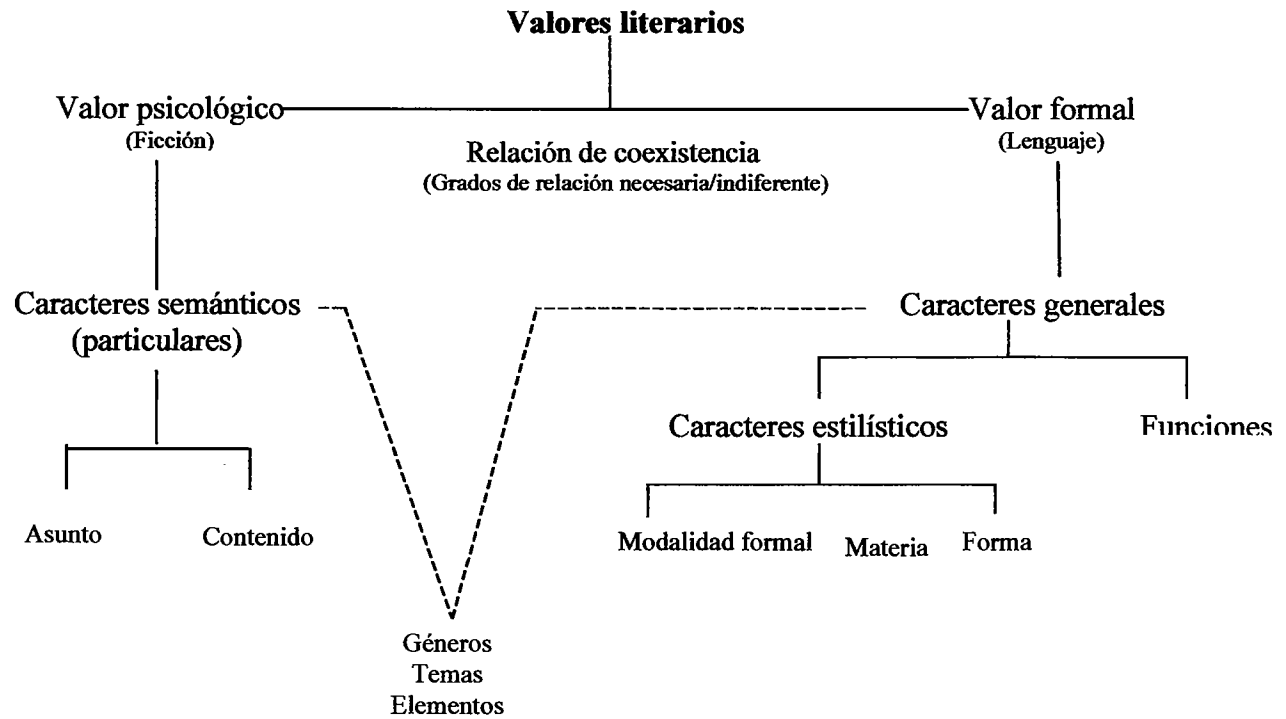 Valores literarios
Valor psicológico
(Ficción)
Valor formal
(Lenguaje)
Relación de coexistencia
(Grados de relación necesaria/indiferente)
Caracteres semánticos
(particulares)
Caracteres generales
Caracteres estilísticos
Funciones
Asunto
Contenido
Modalidad formal
Materia
Forma
Géneros
Temas
Elementos